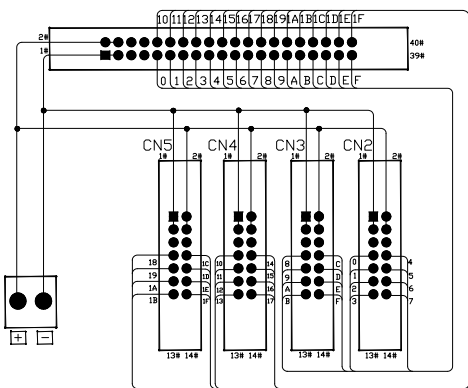 10 11 12 13 14 15 16 17 18 19 1A 1B 1C 1D 1E 1F
2#
40#
1#
39#
0 1 2 3 4 5 6 7 8 9 A B C D E F
CN5 CN4 CN3 CN2
1# 2# 1# 2# 1# 2# 1# 2#
18 1C 10 14 8 C 0 4
19 1D 11 15 9 D 1 5
1A 1E 12 16 A E 2 6
1B 1F 13 17 B F 3 7
+ -
13# 14# 13# 14# 13# 14# 13# 14#